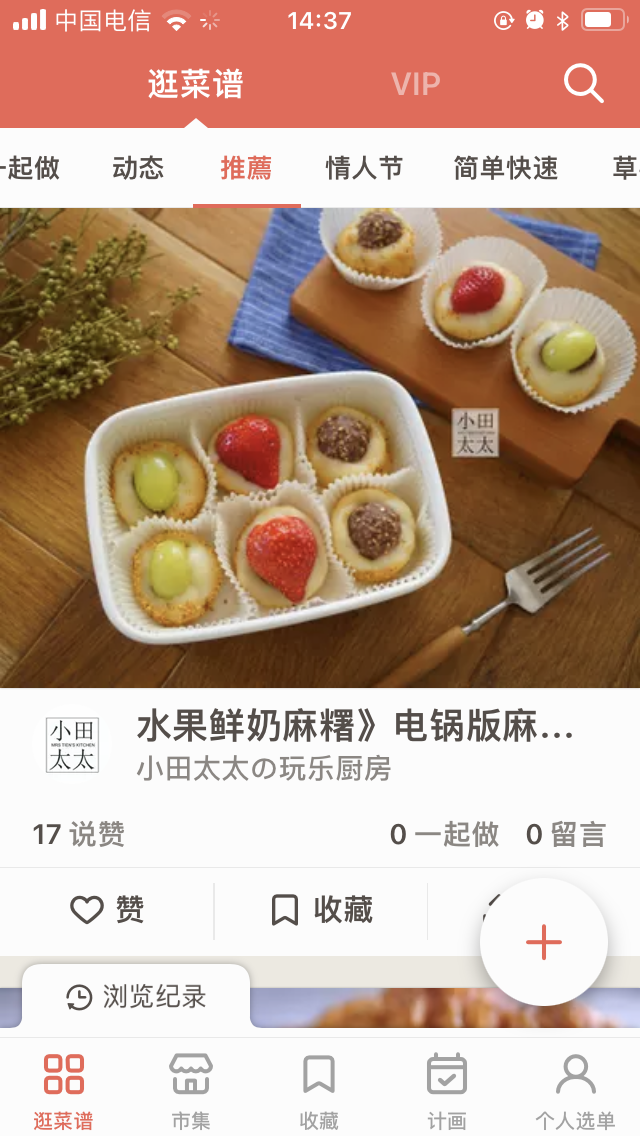 中国电信 14:37
逛菜谱 VIP
一起做 动态 推薦 情人节 简单快速 草
小田
太太
小田
MRS TIEN'S KITCHEN
太太
水果鲜奶麻糬》电锅版麻...
小田太太の玩乐厨房
17 说赞 0 一起做 0 留言
赞 收藏
浏览纪录
逛菜谱 市集 收藏 计画 个人选单